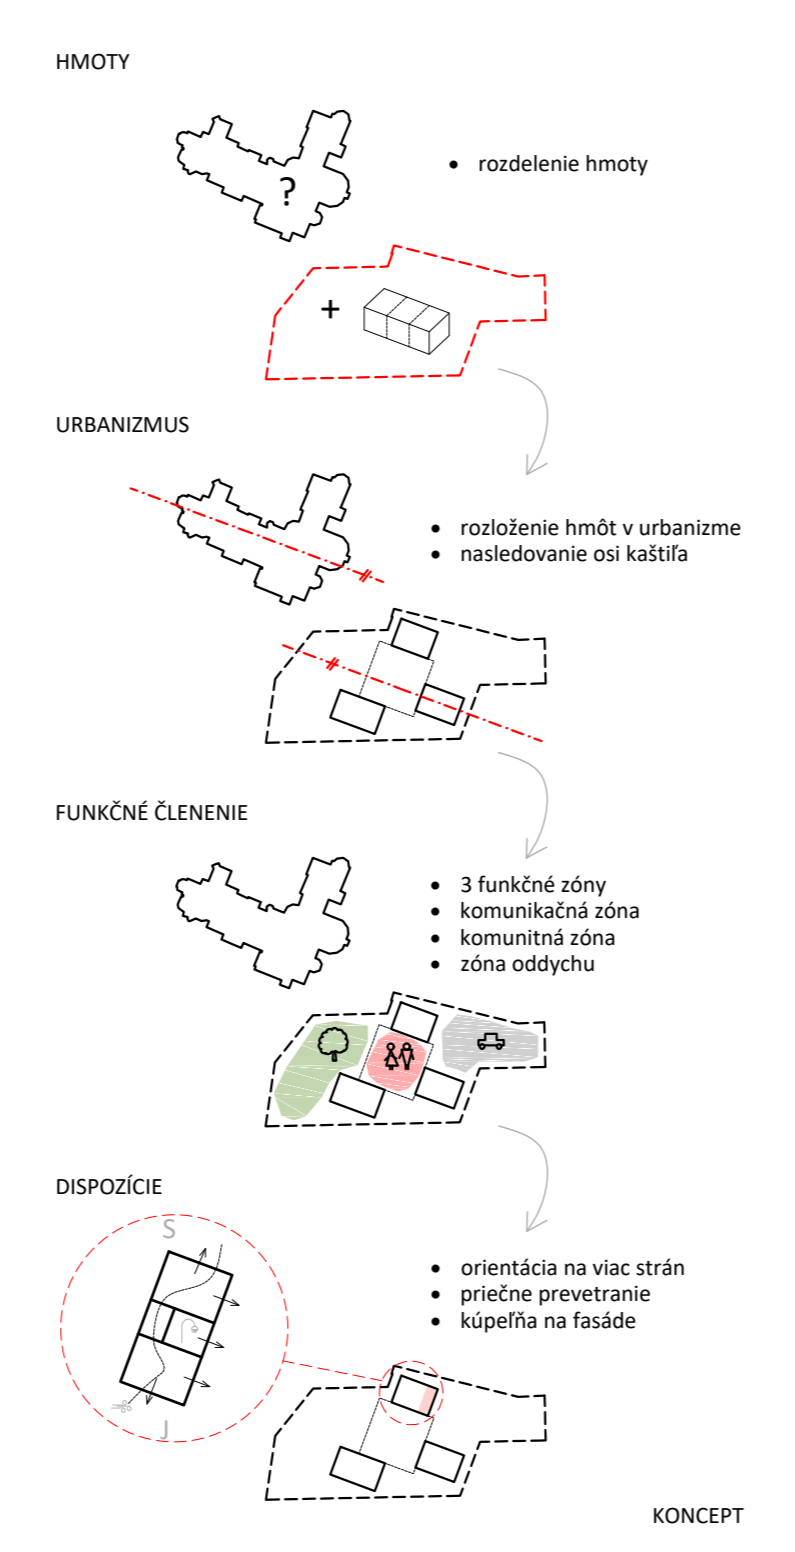 HMOTY
?
• rozdelenie hmoty
+
URBANIZMUS
• rozloženie hmôt v urbanizme
• nasledovanie osi kaštiľa
FUNKČNÉ ČLENENIE
• 3 funkčné zóny
• komunikačná zóna
• komunitná zóna
• zóna oddychu
DISPOZÍCIE
S
• orientácia na viac strán
• priečne prevetranie
• kúpeľňa na fasáde
J
KONCEPT